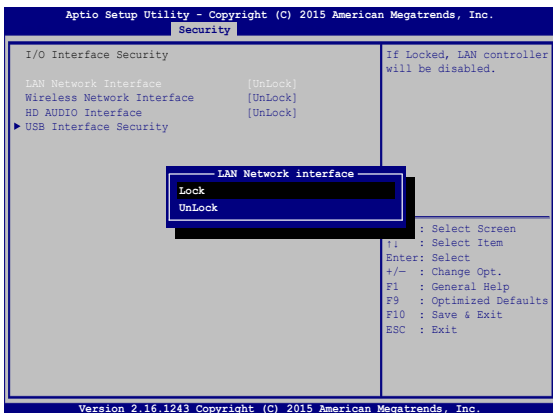 Aptio Setup Utility - Copyright (C) 2015 American Megatrends, Inc.
Security
I/O Interface Security
LAN Network Interface [UnLock]
Wireless Network Interface [UnLock]
HD AUDIO Interface [UnLock]
USB Interface Security
If Locked, LAN controller
will be disabled.
LAN Network interface
Lock
UnLock
: Select Screen
↑↓ : Select Item
Enter: Select
+/— : Change Opt.
F1 : General Help
F9 : Optimized Defaults
F10 : Save & Exit
ESC : Exit
Version 2.16.1243 Copyright (C) 2015 American Megatrends, Inc.